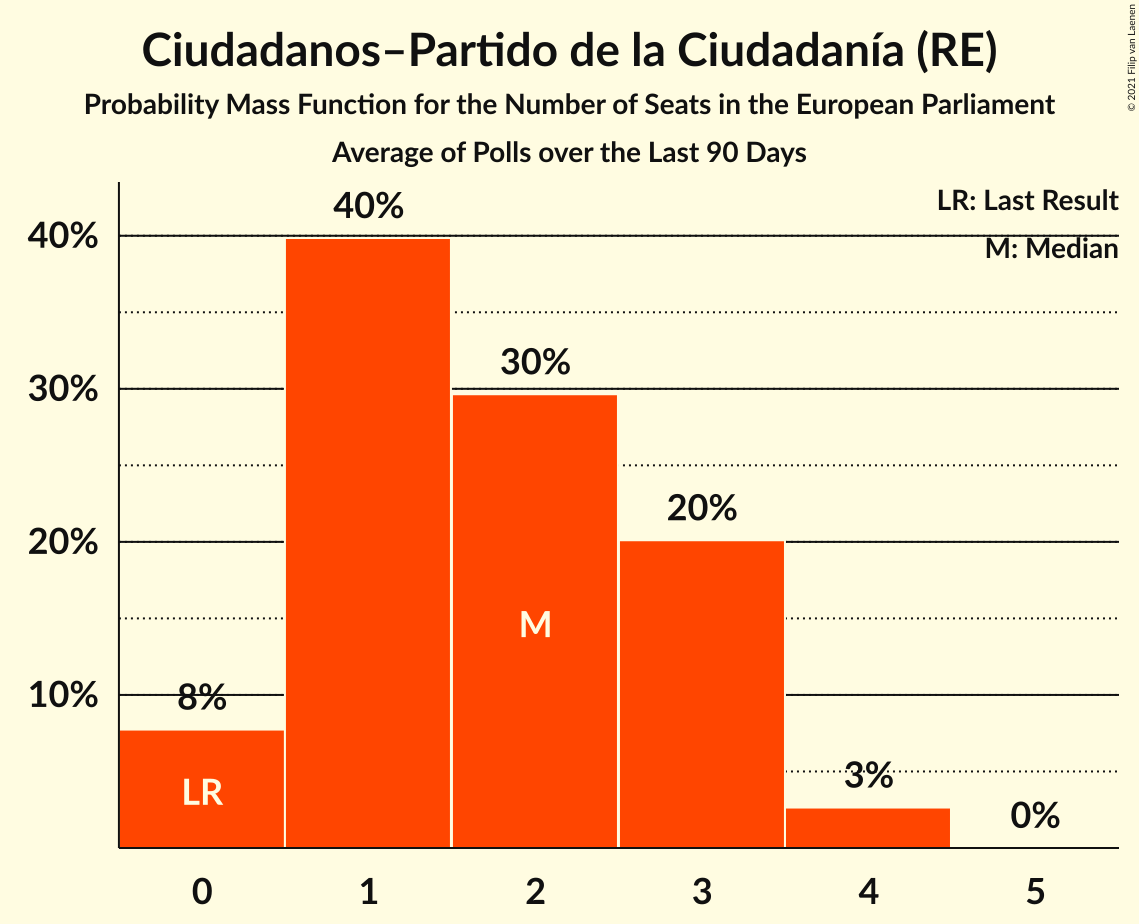 Ciudadanos–Partido de la Ciudadanía (RE)
Probability Mass Function for the Number of Seats in the European Parliament
Average of Polls over the Last 90 Days
© 2021 Filip van Laenen
LR: Last Result
M: Median
40%
30%
20%
10%
8%
40%
30%
20%
3%
0%
LR
M
0 1 2 3 4 5